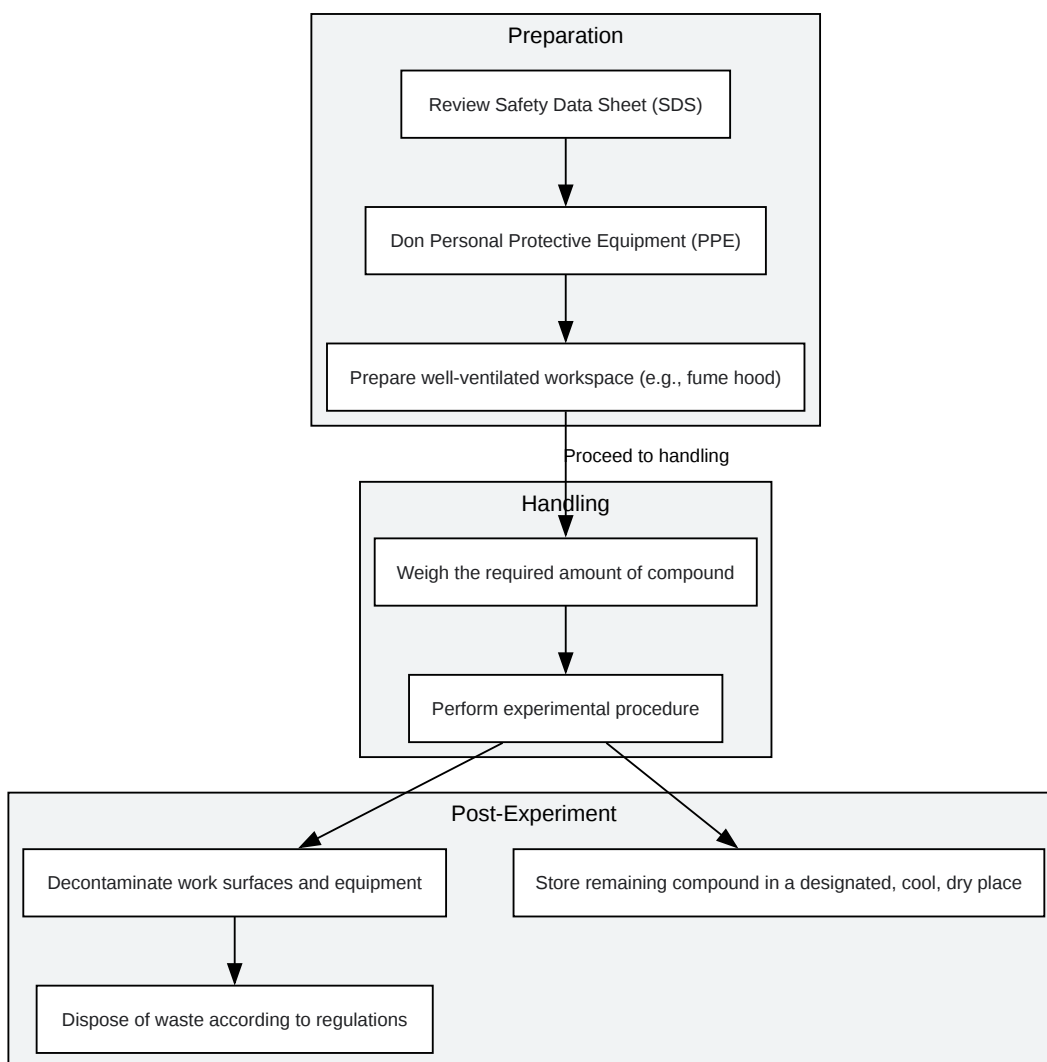 Preparation
Review Safety Data Sheet (SDS)
Don Personal Protective Equipment (PPE)
Prepare well-ventilated workspace (e.g., fume hood)
Proceed to handling
Handling
Weigh the required amount of compound
Perform experimental procedure
Post-Experiment
Decontaminate work surfaces and equipment
Store remaining compound in a designated, cool, dry place
Dispose of waste according to regulations